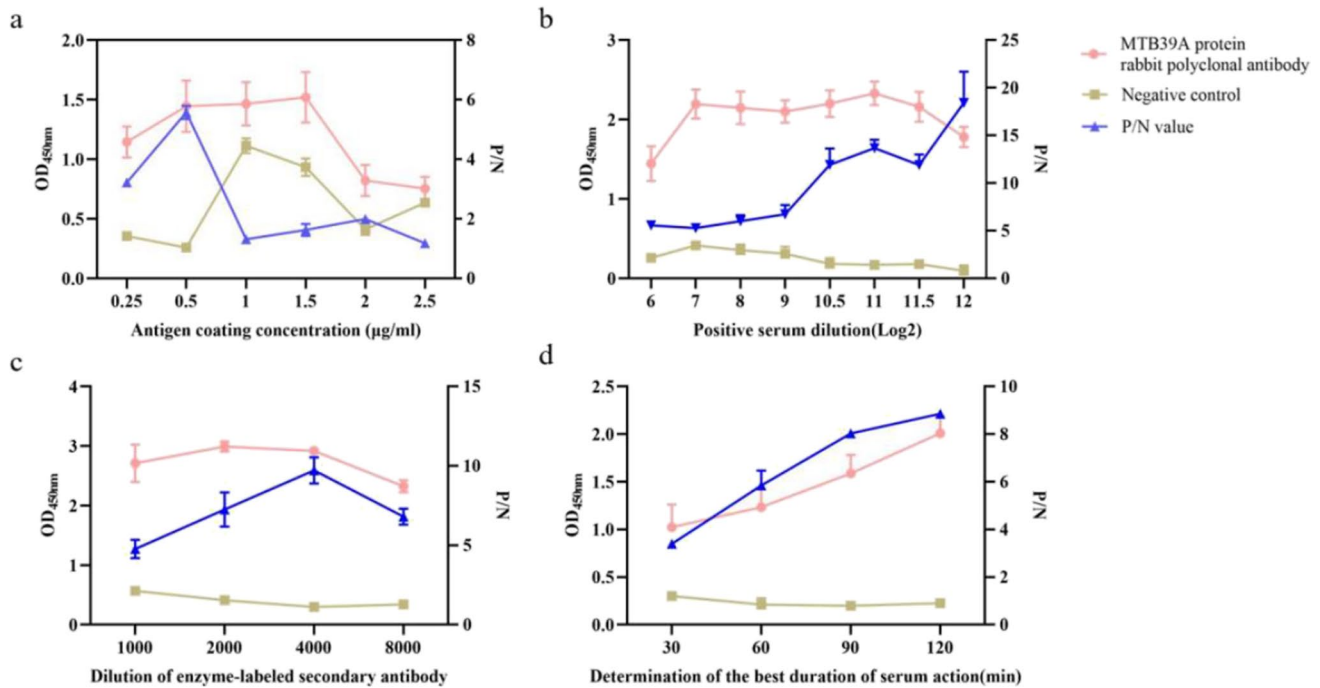 a
2.0
1.5
1.0
0.5
0.0
OD450nm
8
6
4
2
0
P/N
0.25 0.5 1 1.5 2 2.5
Antigen coating concentration (μg/ml)
b
3
2
1
0
OD450nm
25
20
15
10
5
0
P/N
6 7 8 9 10.5 11 11.5 12
Positive serum dilution(Log2)
MTB39A protein
rabbit polyclonal antibody
Negative control
P/N value
c
4
3
2
1
0
OD450nm
15
10
5
0
P/N
1000 2000 4000 8000
Dilution of enzyme-labeled secondary antibody
d
2.5
2.0
1.5
1.0
0.5
0.0
OD450nm
10
8
6
4
2
0
P/N
30 60 90 120
Determination of the best duration of serum action(min)